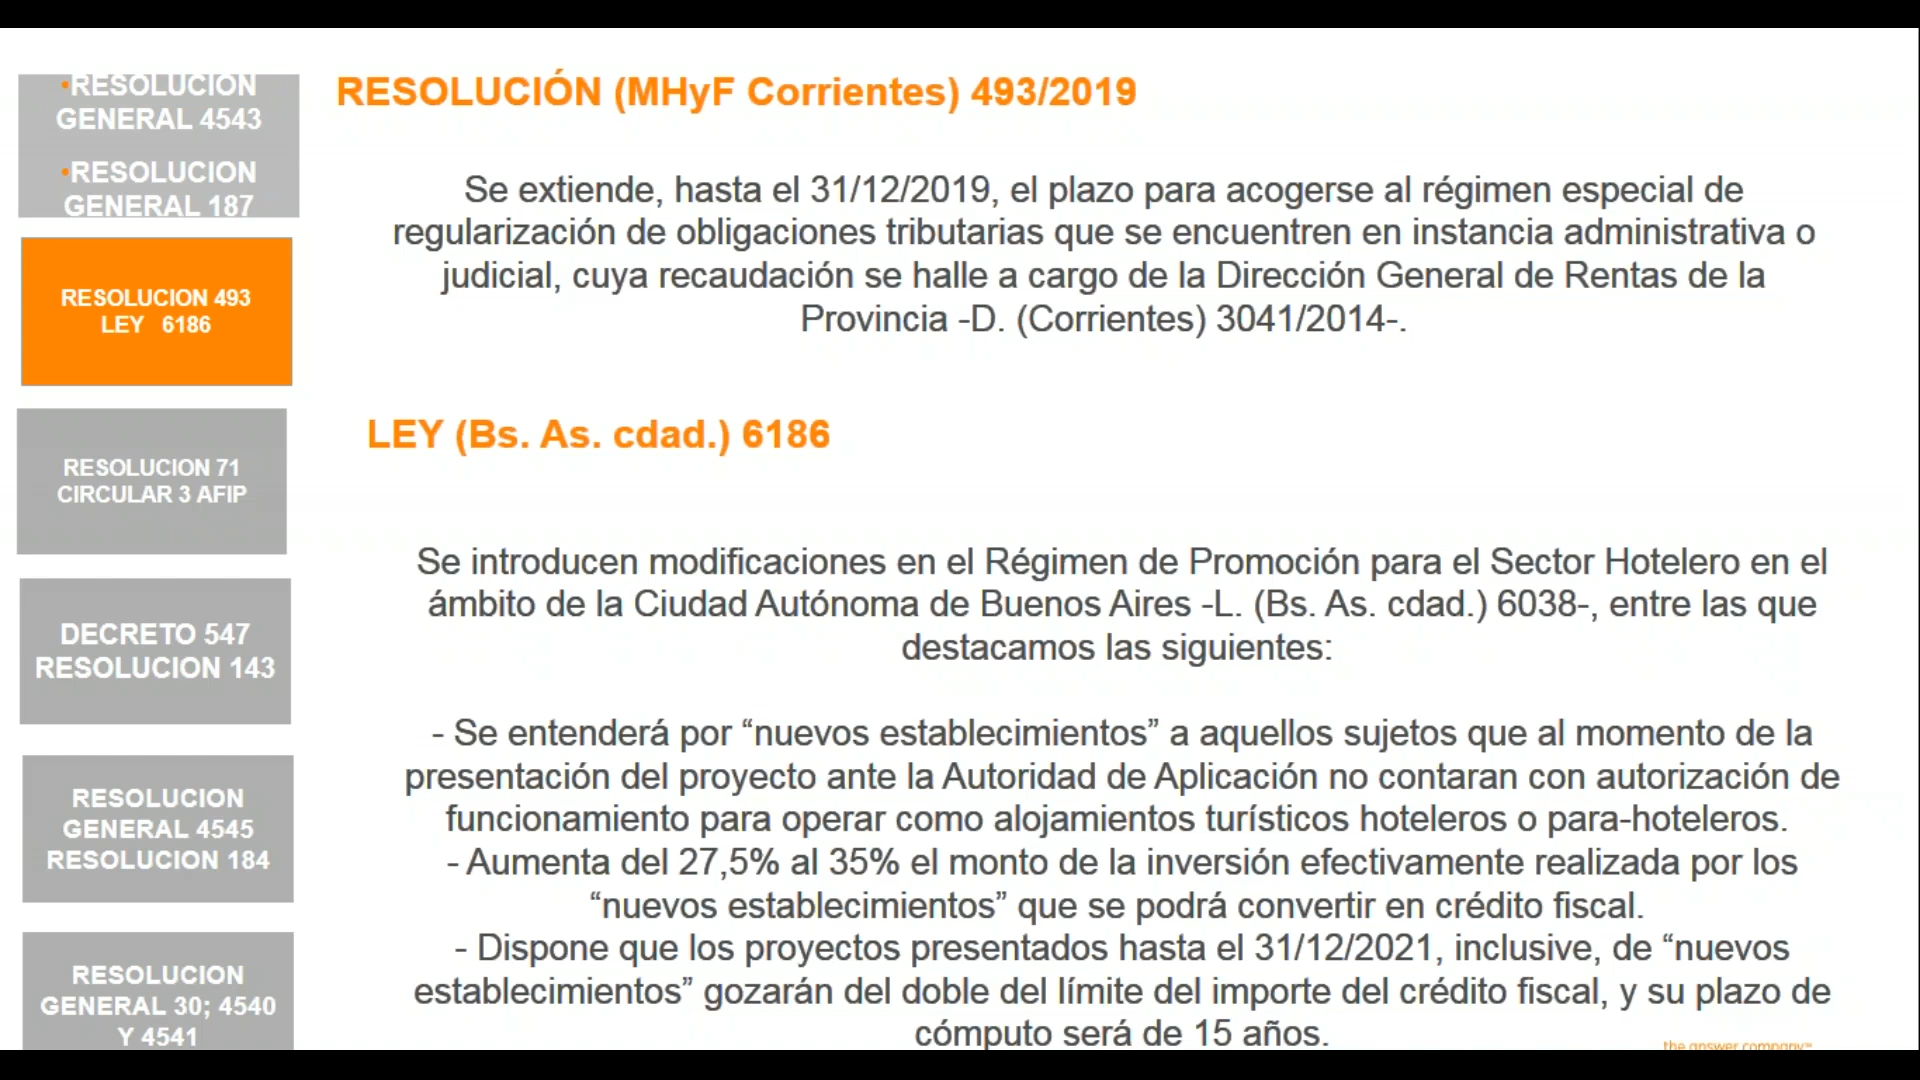 •RESOLUCION
GENERAL 4543
•RESOLUCION
GENERAL 187
RESOLUCION 493
LEY 6186
RESOLUCION 71
CIRCULAR 3 AFIP
DECRETO 547
RESOLUCION 143
RESOLUCION
GENERAL 4545
RESOLUCION 184
RESOLUCION
GENERAL 30; 4540
Y 4541
RESOLUCIÓN (MHyF Corrientes) 493/2019
Se extiende, hasta el 31/12/2019, el plazo para acogerse al régimen especial de
regularización de obligaciones tributarias que se encuentren en instancia administrativa o
judicial, cuya recaudación se halle a cargo de la Dirección General de Rentas de la
Provincia -D. (Corrientes) 3041/2014-.
LEY (Bs. As. cdad.) 6186
Se introducen modificaciones en el Régimen de Promoción para el Sector Hotelero en el
ámbito de la Ciudad Autónoma de Buenos Aires -L. (Bs. As. cdad.) 6038-, entre las que
destacamos las siguientes:
- Se entenderá por “nuevos establecimientos” a aquellos sujetos que al momento de la
presentación del proyecto ante la Autoridad de Aplicación no contaran con autorización de
funcionamiento para operar como alojamientos turísticos hoteleros o para-hoteleros.
- Aumenta del 27,5% al 35% el monto de la inversión efectivamente realizada por los
“nuevos establecimientos” que se podrá convertir en crédito fiscal.
- Dispone que los proyectos presentados hasta el 31/12/2021, inclusive, de “nuevos
establecimientos” gozarán del doble del límite del importe del crédito fiscal, y su plazo de
cómputo será de 15 años.
the answer company™